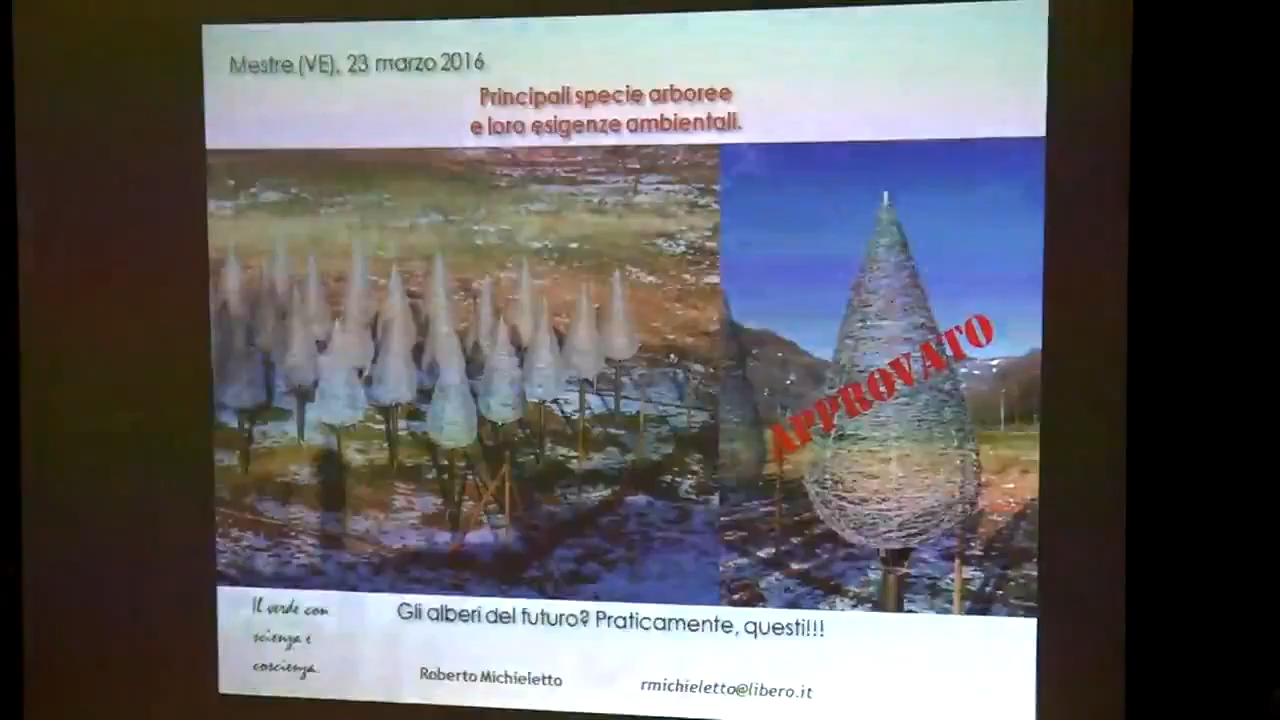 Mestre (VE), 23 marzo 2016
Principali specie arboree
e loro esigenze ambientali.
APPROVATO
Il verde con
scienza e
coscienza
Gli alberi del futuro? Praticamente, questi!!!
Roberto Michieletto
rmichieletto@libero.it